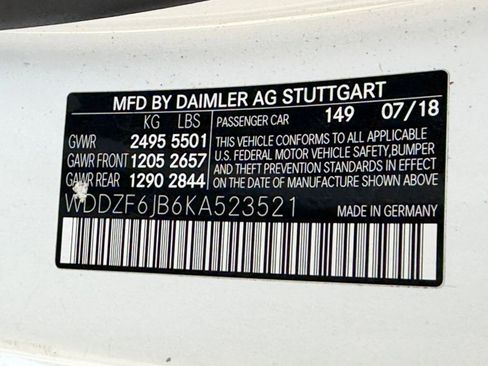 MFD BY DAIMLER AG STUTTGART
KG LBS PASSENGER CAR 149 07/18
GVWR 2495 5501
GAWR FRONT 1205 2657
GAWR REAR 1290 2844
THIS VEHICLE CONFORMS TO ALL APPLICABLE
U.S. FEDERAL MOTOR VEHICLE SAFETY, BUMPER
AND THEFT PREVENTION STANDARDS IN EFFECT
ON THE DATE OF MANUFACTURE SHOWN ABOVE.
WDDZF6JB6KA523521 MADE IN GERMANY